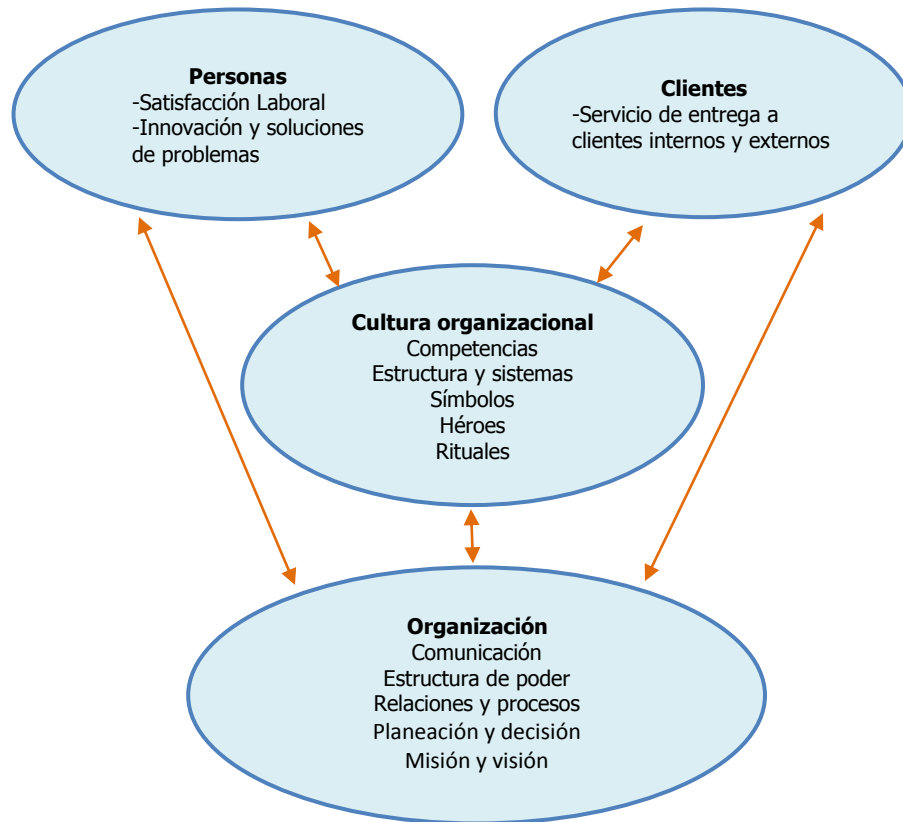 Personas
-Satisfacción Laboral
-Innovación y soluciones
de problemas
Clientes
-Servicio de entrega a
clientes internos y externos
Cultura organizacional
Competencias
Estructura y sistemas
Símbolos
Héroes
Rituales
Organización
Comunicación
Estructura de poder
Relaciones y procesos
Planeación y decisión
Misión y visión